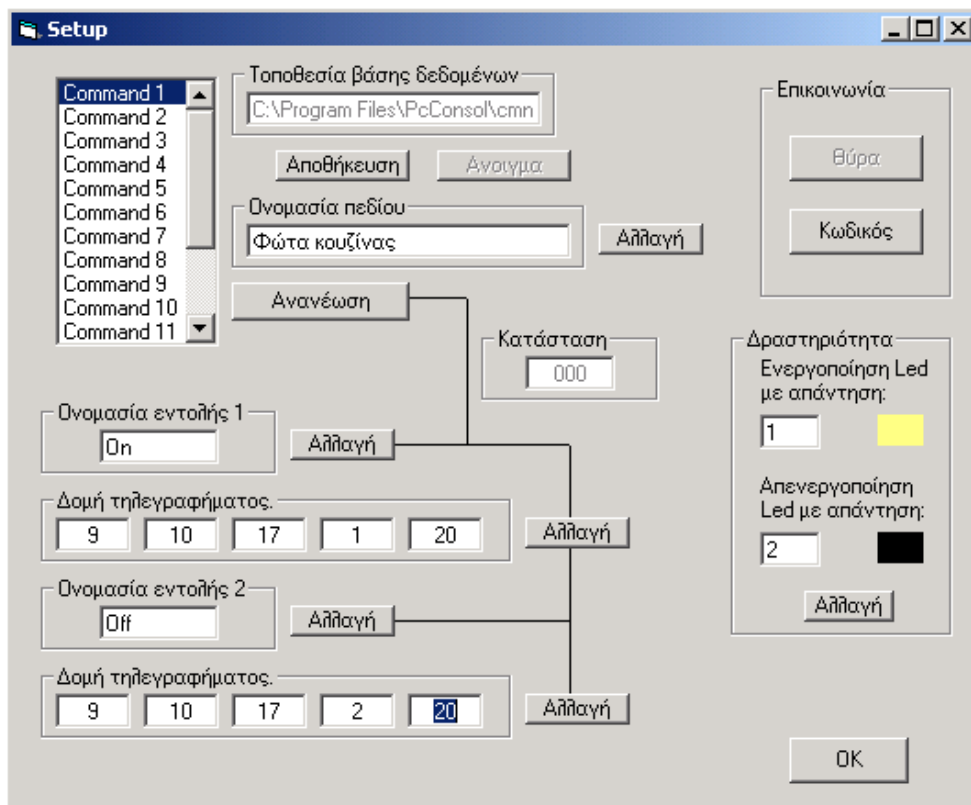 Setup
Command 1
Command 2
Command 3
Command 4
Command 5
Command 6
Command 7
Command 8
Command 9
Command 10
Command 11
Τοποθεσία βάσης δεδομένων
C:\Program Files\PcConsol\cmn
Αποθήκευση
Ανοιγμα
Ονομασία πεδίου
Φώτα κουζίνας
Αλλαγή
Ανανέωση
Κατάσταση
000
Επικοινωνία
Θύρα
Κωδικός
Ονομασία εντολής 1
On
Αλλαγή
Δομή τηλεγραφήματος.
9 10 17 1 20
Αλλαγή
Ονομασία εντολής 2
Off
Αλλαγή
Δομή τηλεγραφήματος.
9 10 17 2 20
Αλλαγή
Δραστηριότητα
Ενεργοποίηση Led
με απάντηση:
1
Απενεργοποίηση
Led με απάντηση:
2
Αλλαγή
OK